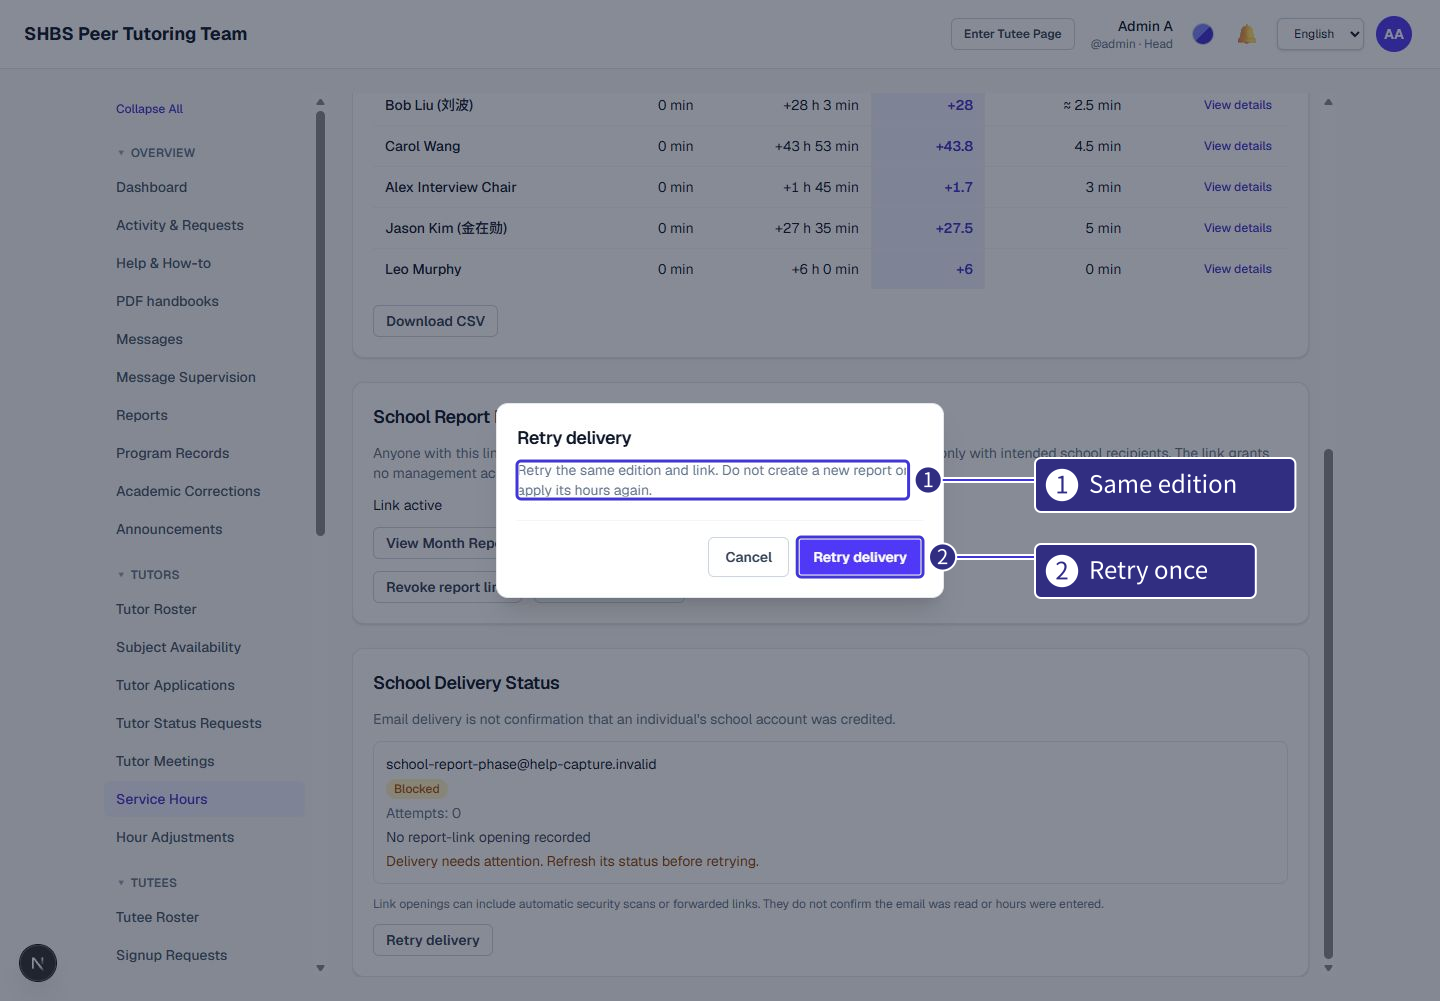 SHBS Peer Tutoring Team
Enter Tutee Page
Admin A
@admin · Head
English
AA
Collapse All
OVERVIEW
Dashboard
Activity & Requests
Help & How-to
PDF handbooks
Messages
Message Supervision
Reports
Program Records
Academic Corrections
Announcements
TUTORS
Tutor Roster
Subject Availability
Tutor Applications
Tutor Status Requests
Tutor Meetings
Service Hours
Hour Adjustments
TUTEES
Tutee Roster
Signup Requests
N
Bob Liu (刘波) 0 min +28 h 3 min +28 ≈ 2.5 min View details
Carol Wang 0 min +43 h 53 min +43.8 4.5 min View details
Alex Interview Chair 0 min +1 h 45 min +1.7 3 min View details
Jason Kim (金在勋) 0 min +27 h 35 min +27.5 5 min View details
Leo Murphy 0 min +6 h 0 min +6 0 min View details
Download CSV
School Report
Anyone with this lin only with intended school recipients. The link grants
no management ac
Link active
View Month Repo
Revoke report lin
Retry delivery
Retry the same edition and link. Do not create a new report or
apply its hours again.
Cancel
Retry delivery
1
2
1 Same edition
2 Retry once
School Delivery Status
Email delivery is not confirmation that an individual's school account was credited.
school-report-phase@help-capture.invalid
Blocked
Attempts: 0
No report-link opening recorded
Delivery needs attention. Refresh its status before retrying.
Link openings can include automatic security scans or forwarded links. They do not confirm the email was read or hours were entered.
Retry delivery